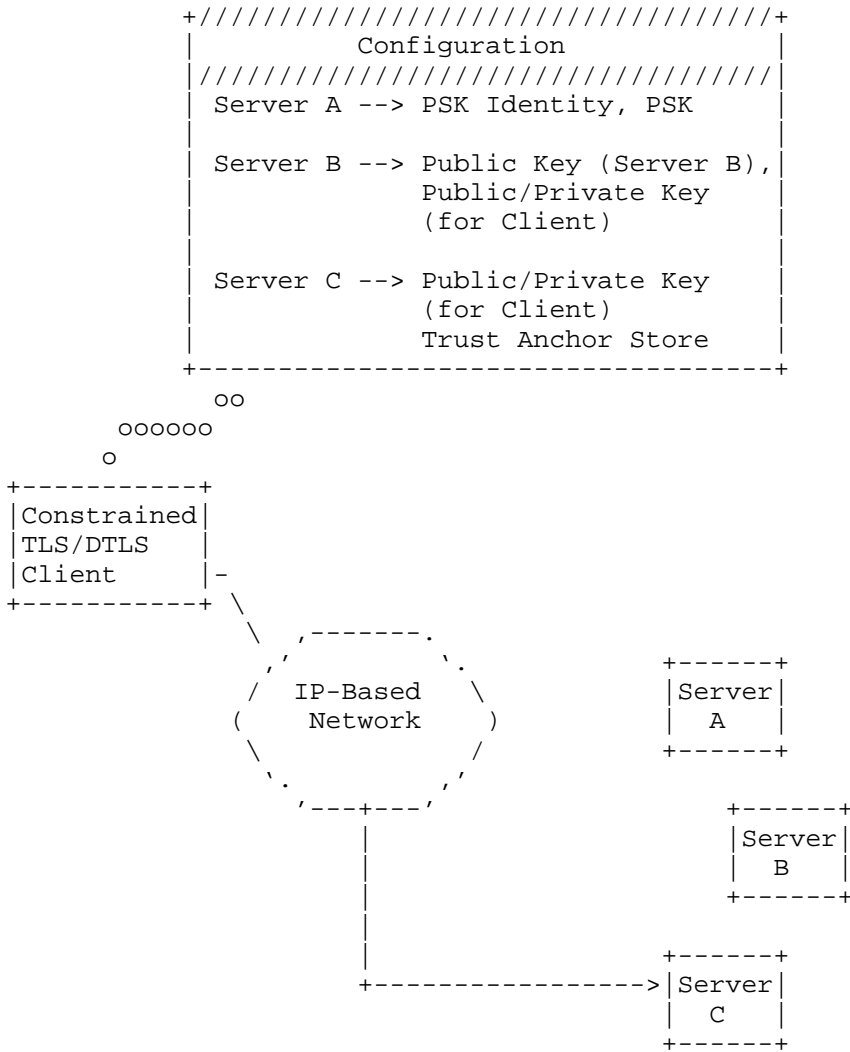 Configuration
Server A --> PSK Identity, PSK
Server B --> Public Key (Server B),
Public/Private Key
(for Client)
Server C --> Public/Private Key
(for Client)
Trust Anchor Store
Constrained
TLS/DTLS
Client
IP-Based
Network
Server
A
Server
B
Server
C